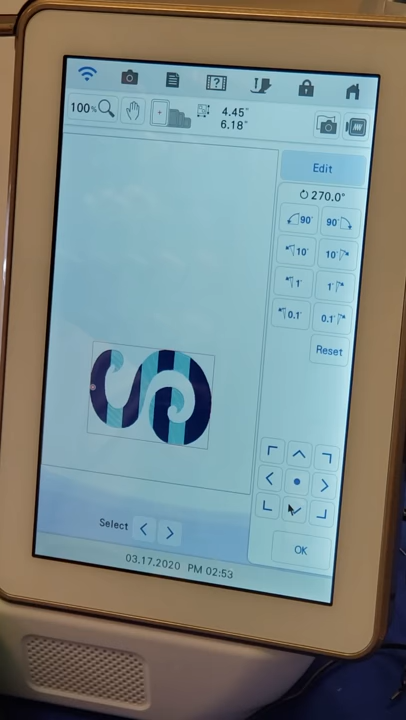 100%
4.45"
6.18"
Edit
270.0°
90° 90°
10° 10°
1° 1°
0.1° 0.1°
Reset
Select
OK
03.17.2020 PM 02:53